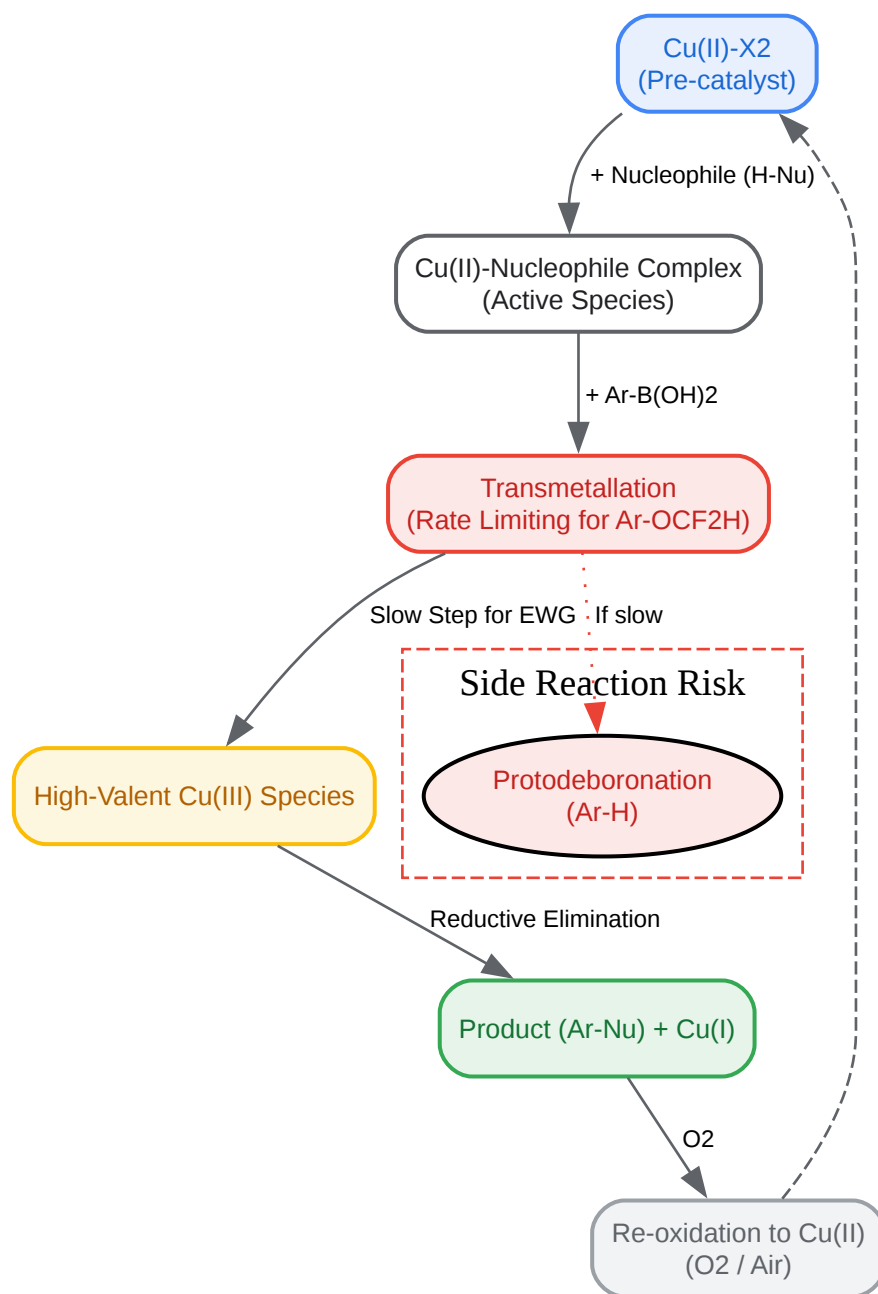 Cu(II)-X2
(Pre-catalyst)
+ Nucleophile (H-Nu)
Cu(II)-Nucleophile Complex
(Active Species)
+ Ar-B(OH)2
Transmetallation
(Rate Limiting for Ar-OCF2H)
Slow Step for EWG
If slow
Side Reaction Risk
Protodeboronation
(Ar-H)
High-Valent Cu(III) Species
Reductive Elimination
Product (Ar-Nu) + Cu(I)
O2
Re-oxidation to Cu(II)
(O2 / Air)